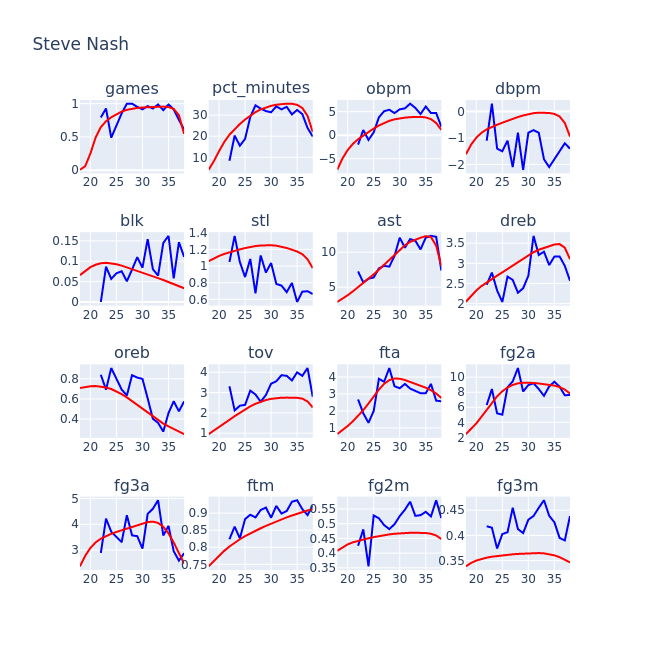 Steve Nash
games pct_minutes obpm dbpm
1 0.5 0 30 20 10 5 0 −5 0 −1 −2
20 25 30 35 20 25 30 35 20 25 30 35 20 25 30 35
blk stl ast dreb
0.15 0.1 0.05 0 1.4 1.2 1 0.8 0.6 10 5 3.5 3 2.5 2
20 25 30 35 20 25 30 35 20 25 30 35 20 25 30 35
oreb tov fta fg2a
0.8 0.6 0.4 4 3 2 1 4 3 2 1 10 8 6 4 2
20 25 30 35 20 25 30 35 20 25 30 35 20 25 30 35
fg3a ftm fg2m fg3m
5 4 3 0.9 0.85 0.8 0.75 0.55 0.5 0.45 0.4 0.35 0.45 0.4 0.35
20 25 30 35 20 25 30 35 20 25 30 35 20 25 30 35